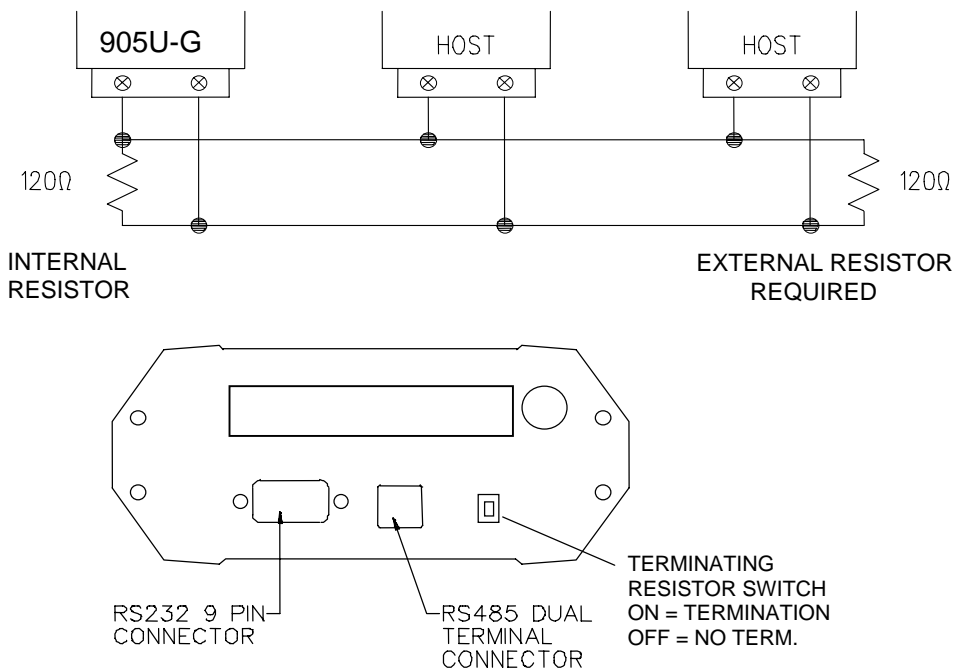 905U-G
HOST
HOST
120Ω
120Ω
INTERNAL
RESISTOR
EXTERNAL RESISTOR
REQUIRED
RS232 9 PIN
CONNECTOR
RS485 DUAL
TERMINAL
CONNECTOR
TERMINATING
RESISTOR SWITCH
ON = TERMINATION
OFF = NO TERM.